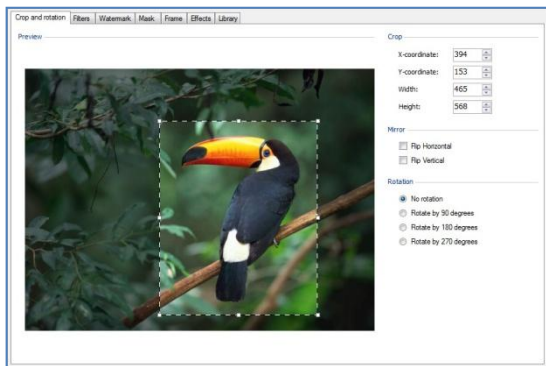 Crop and rotation Filters Watermark Mask Frame Effects Library
Preview
Crop
X-coordinate: 394
Y-coordinate: 153
Width: 465
Height: 568
Mirror
Flip Horizontal
Flip Vertical
Rotation
No rotation
Rotate by 90 degrees
Rotate by 180 degrees
Rotate by 270 degrees